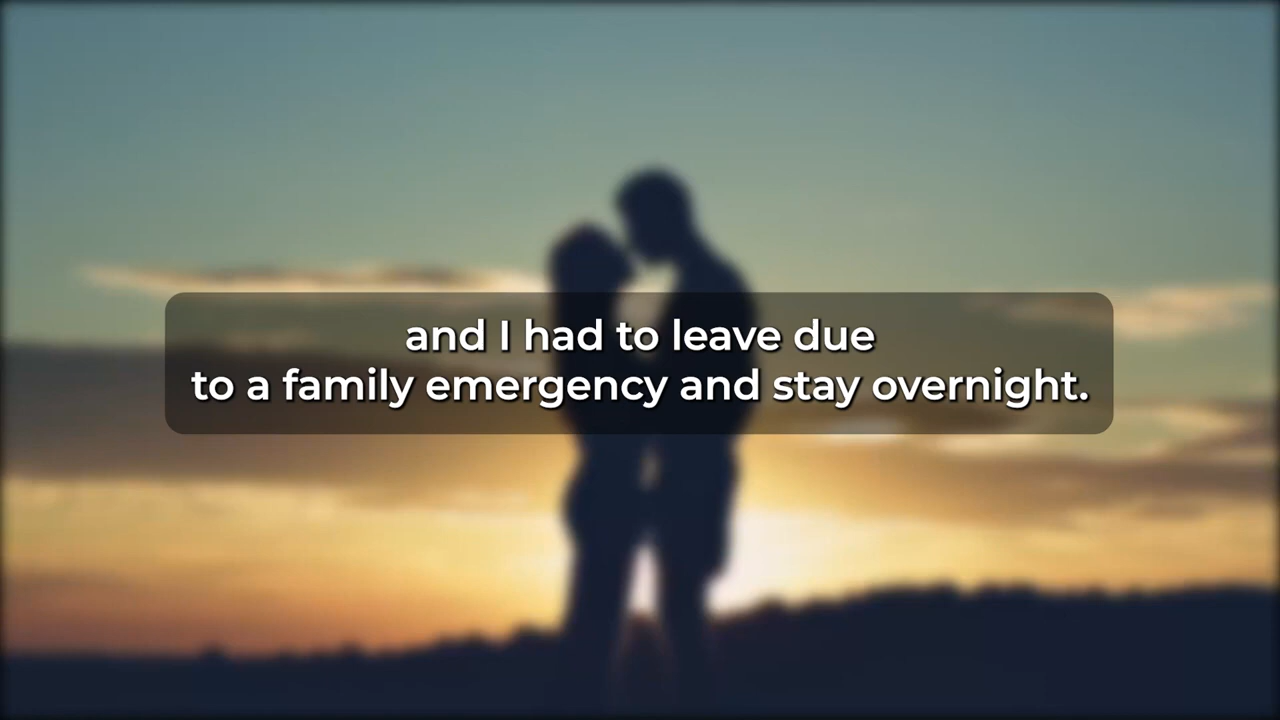 and I had to leave due
to a family emergency and stay overnight.